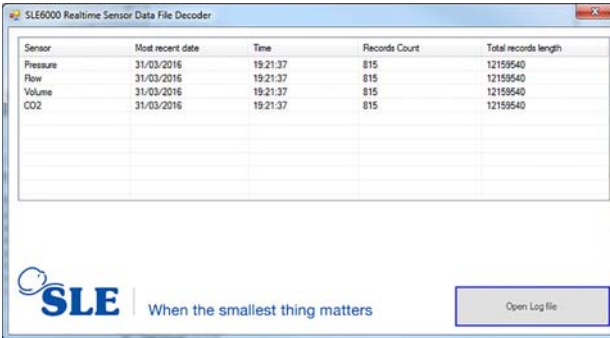 SLE6000 Realtime Sensor Data File Decoder
Sensor Most recent date Time Records Count Total records length
Pressure 31/03/2016 19:21:37 815 12159540
Flow 31/03/2016 19:21:37 815 12159540
Volume 31/03/2016 19:21:37 815 12159540
CO2 31/03/2016 19:21:37 815 12159540
SLE When the smallest thing matters
Open Log file